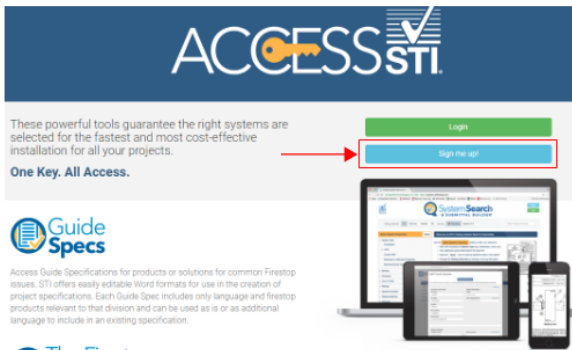 ACCESS
STI
These powerful tools guarantee the right systems are
selected for the fastest and most cost-effective
installation for all your projects.
One Key. All Access.
Login
Sign me up!
Guide
Specs
Access Guide Specifications for products or solutions for common Firestop
issues. STI offers easily editable Word formats for use in the creation of
project specifications. Each Guide Spec includes only language and firestop
products relevant to that division and can be used as is or as additional
language to include in an existing specification.
System Search
& SUBMITTAL BUILDER